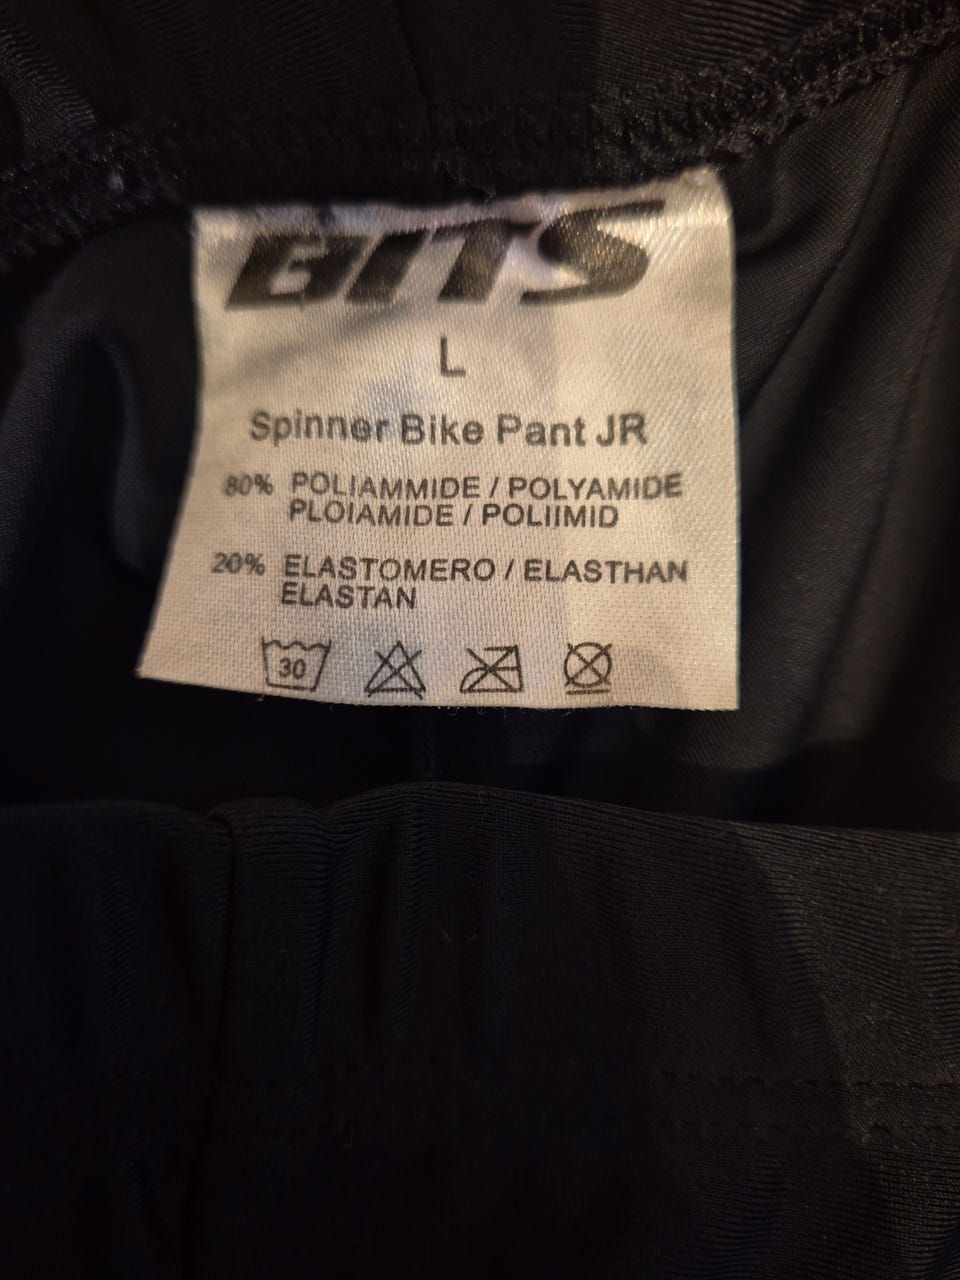 BITS
L
Spinner Bike Pant JR
80% POLIAMMIDE / POLYAMIDE
PLOIAMIDE / POLIIMID
20% ELASTOMERO / ELASTHAN
ELASTAN
30